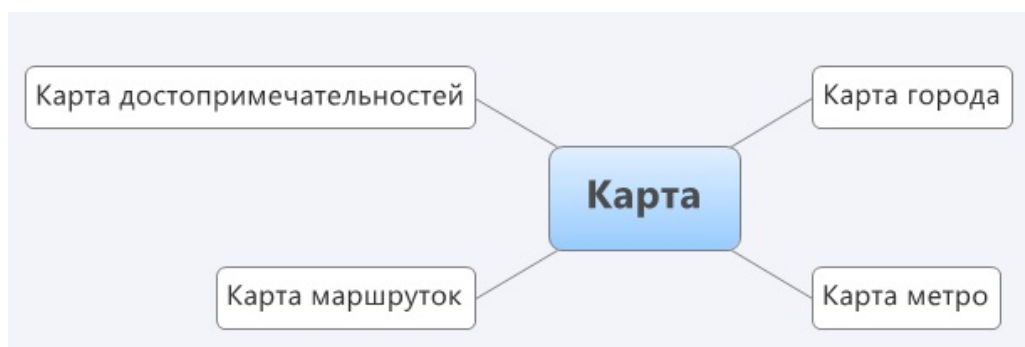 Карта достопримечательностей
Карта города
Карта
Карта маршруток
Карта метро